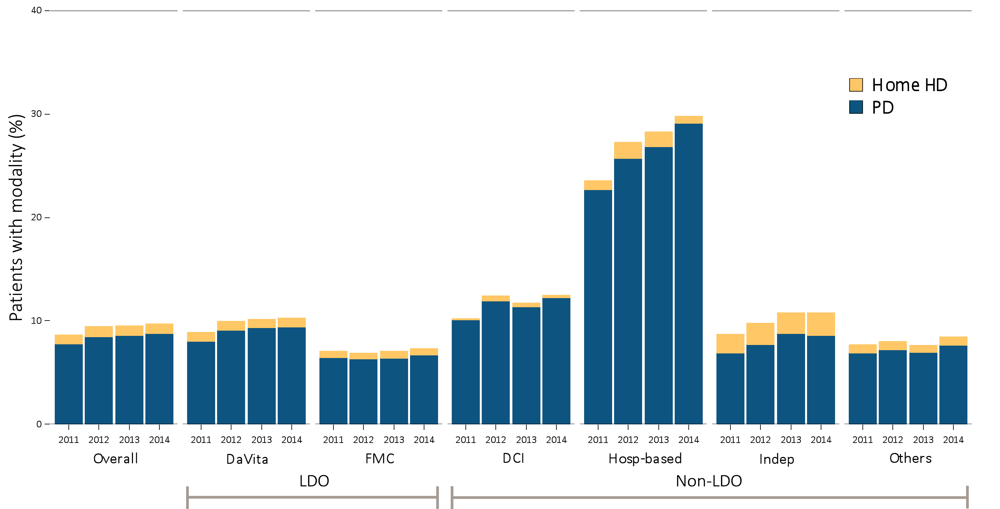 40
30
20
10
0
Patients with modality (%)
Home HD
PD
2011 2012 2013 2014 2011 2012 2013 2014 2011 2012 2013 2014 2011 2012 2013 2014 2011 2012 2013 2014 2011 2012 2013 2014 2011 2012 2013 2014
Overall DaVita FMC DCI Hosp-based Indep Others
LDO Non-LDO